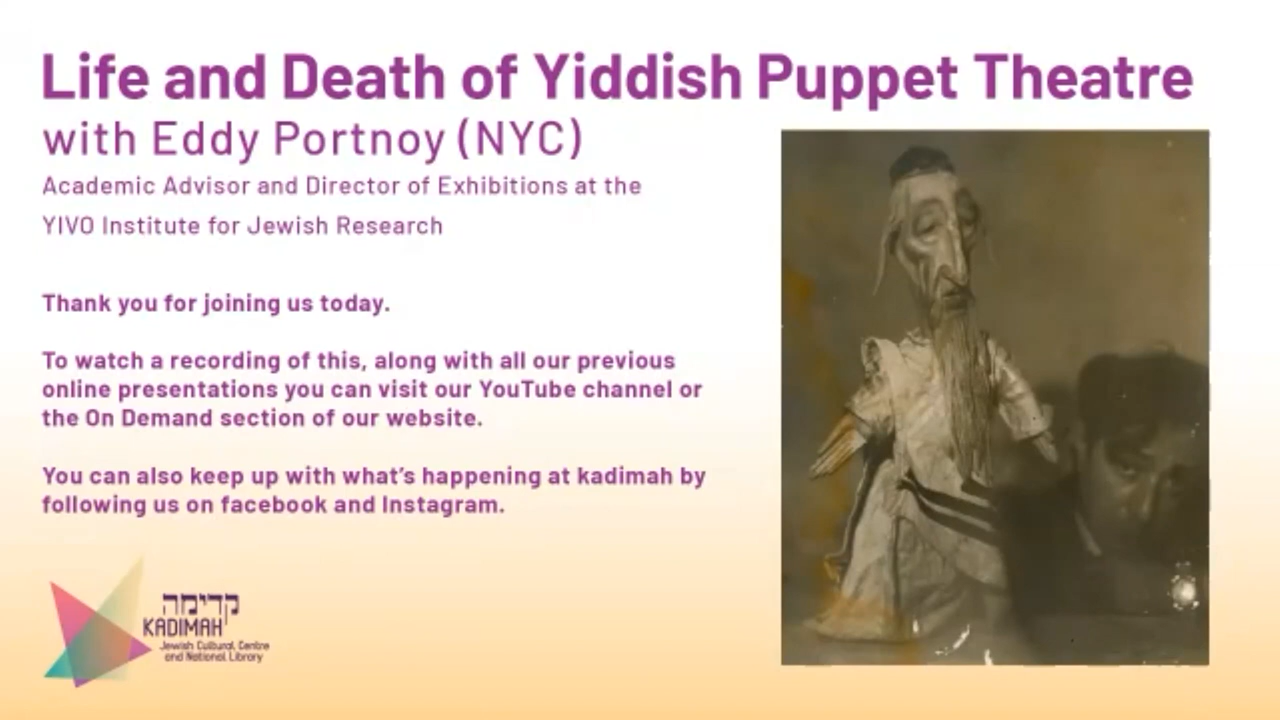 Life and Death of Yiddish Puppet Theatre
with Eddy Portnoy (NYC)
Academic Advisor and Director of Exhibitions at the
YIVO Institute for Jewish Research
Thank you for joining us today.
To watch a recording of this, along with all our previous
online presentations you can visit our YouTube channel or
the On Demand section of our website.
You can also keep up with what's happening at kadimah by
following us on facebook and Instagram.
קדימה
KADIMAH
Jewish Cultural Centre
and National Library